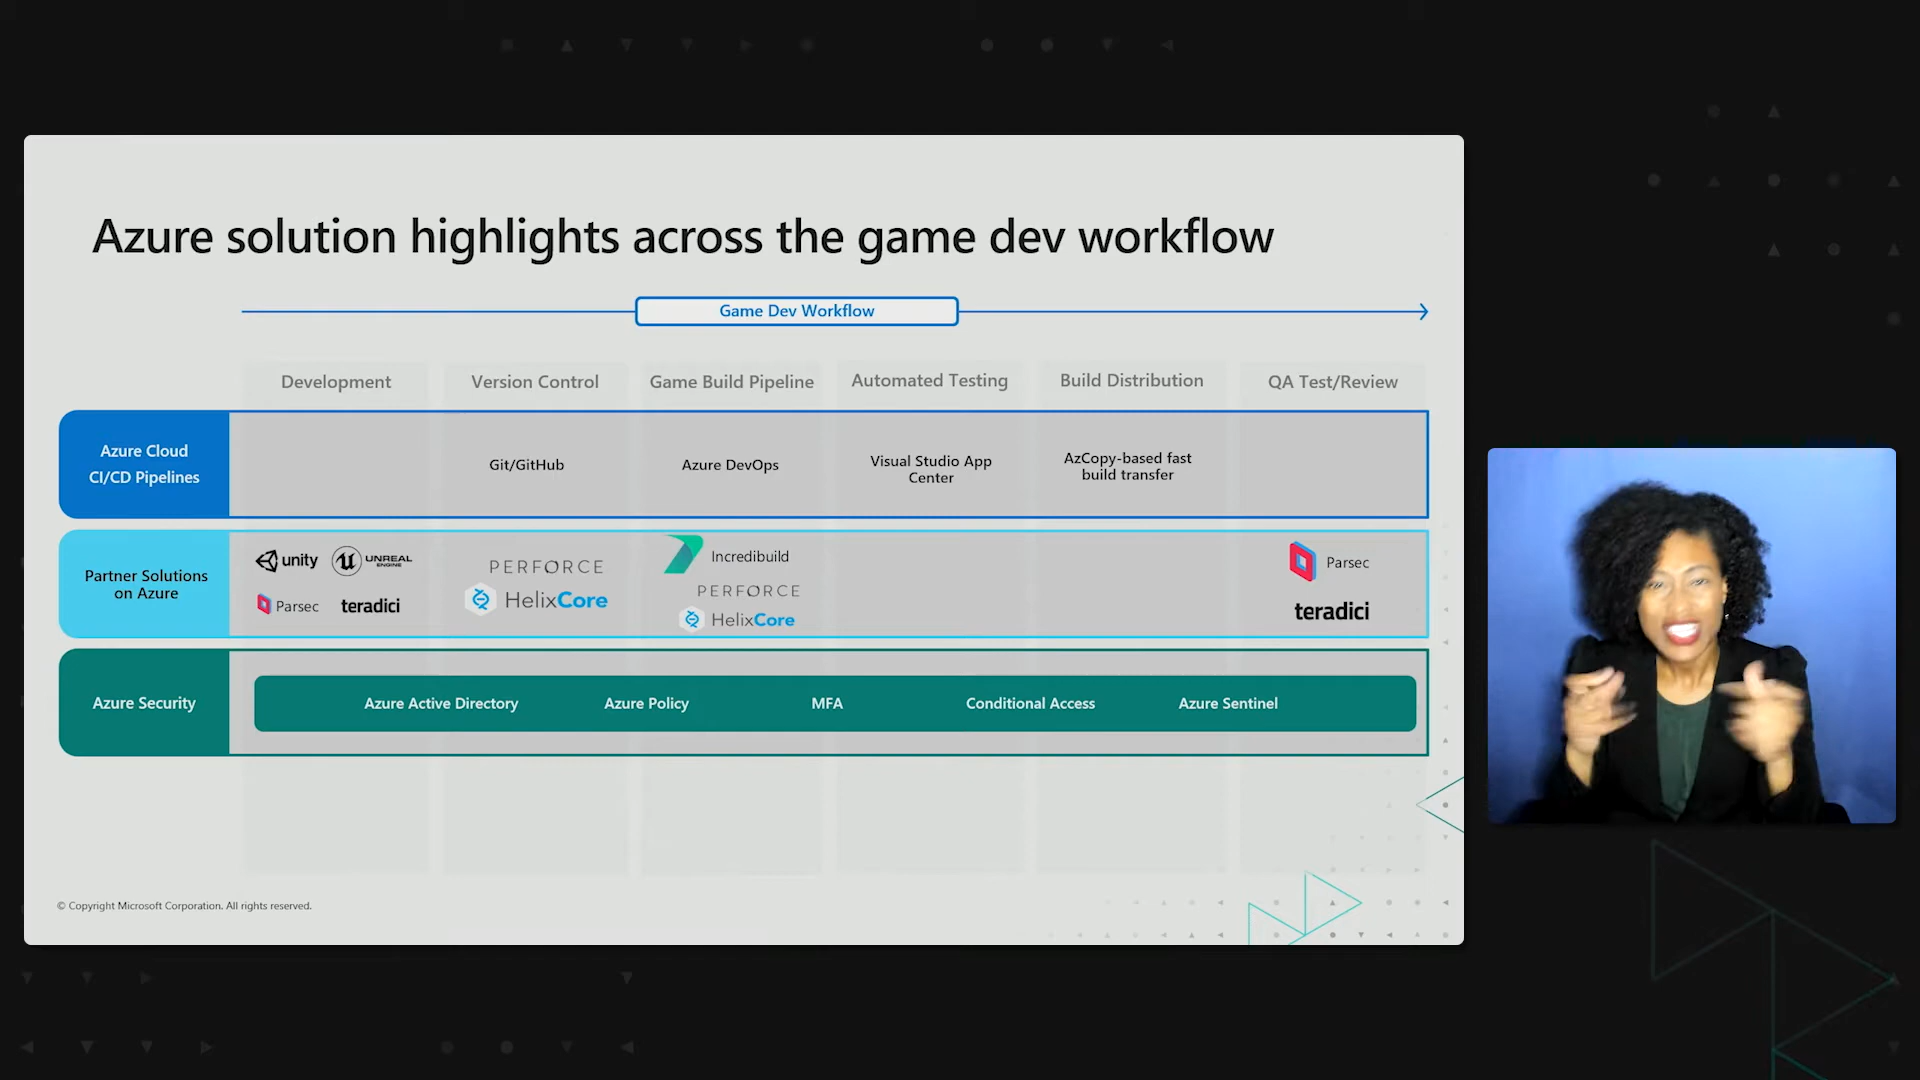 Azure solution highlights across the game dev workflow
Game Dev Workflow
Development
Version Control
Game Build Pipeline
Automated Testing
Build Distribution
QA Test/Review
Azure Cloud
CI/CD Pipelines
Git/GitHub
Azure DevOps
Visual Studio App
Center
AzCopy-based fast
build transfer
Partner Solutions
on Azure
unity
UNREAL
ENGINE
Parsec
teradici
PERFORCE
HelixCore
Incredibuild
PERFORCE
HelixCore
Parsec
teradici
Azure Security
Azure Active Directory
Azure Policy
MFA
Conditional Access
Azure Sentinel
© Copyright Microsoft Corporation. All rights reserved.